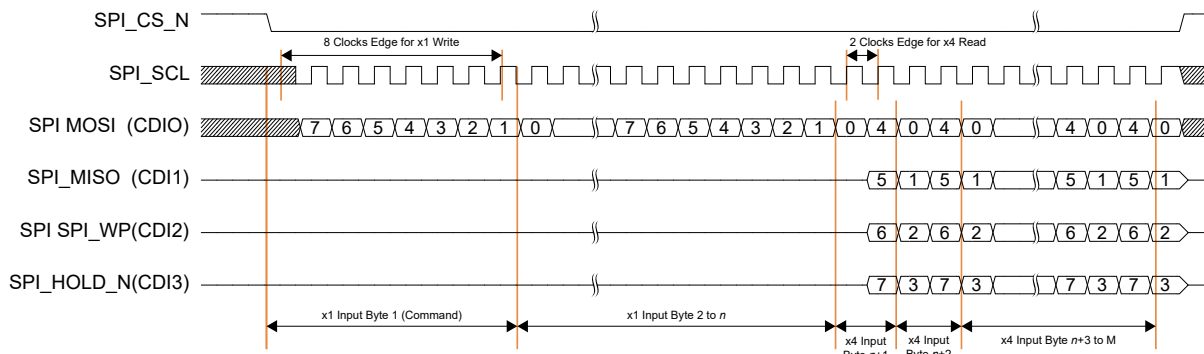 SPI_CS_N
8 Clocks Edge for x1 Write
2 Clocks Edge for x4 Read
SPI_SCL
SPI MOSI (CDIO) 7 6 5 4 3 2 1 0 7 6 5 4 3 2 1 0 4 0 4 0 4 0 4 0
SPI_MISO (CDI1) 5 1 5 1 5 1 5 1
SPI SPI_WP(CDI2) 6 2 6 2 6 2 6 2
SPI_HOLD_N(CDI3) 7 3 7 3 7 3 7 3
x1 Input Byte 1 (Command)
x1 Input Byte 2 to n
x4 Input
x4 Input
x4 Input Byte n+3 to M
Byte n+1
Byte n+2